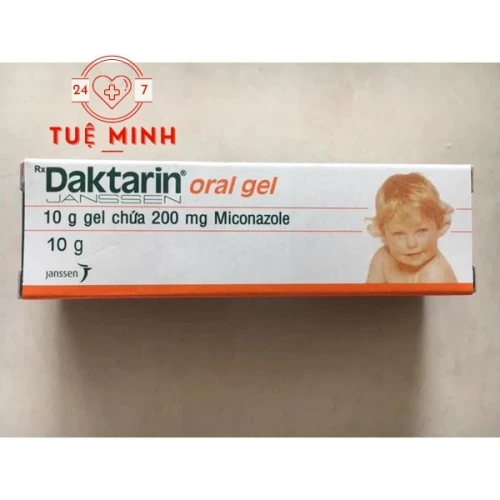 24 7
TUỆ MINH
Rx Daktarin® oral gel
JANSSEN
10 g gel chứa 200 mg Miconazole
10 g
janssen